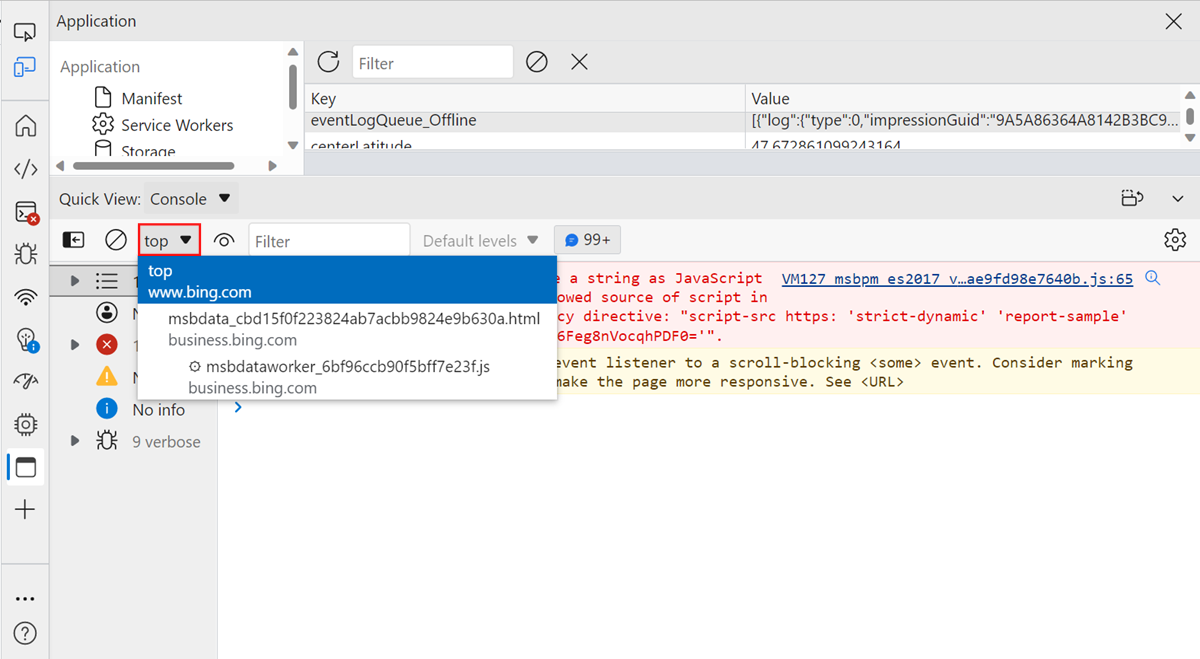 Application
Application
Manifest
Service Workers
Storage
Filter
Key
Value
eventLogQueue_Offline
[{"log":{"type":0,"impressionGuid":"9A5A86364A8142B3BC9...
centerLatitude
47.672861099243164
Quick View: Console
top
Filter
Default levels
99+
top
www.bing.com
msbdata_cbd15f0f223824ab7acbb9824e9b630a.html
business.bing.com
msbdataworker_6bf96ccb90f5bff7e23f.js
business.bing.com
a string as JavaScript
VM127 msbpm_es2017_v…ae9fd98e7640b.js:65
owed source of script in
cy directive: "script-src https: 'strict-dynamic' 'report-sample'
6Feg8nVocqhPDF0='".
event listener to a scroll-blocking <some> event. Consider marking
make the page more responsive. See <URL>
No info
9 verbose